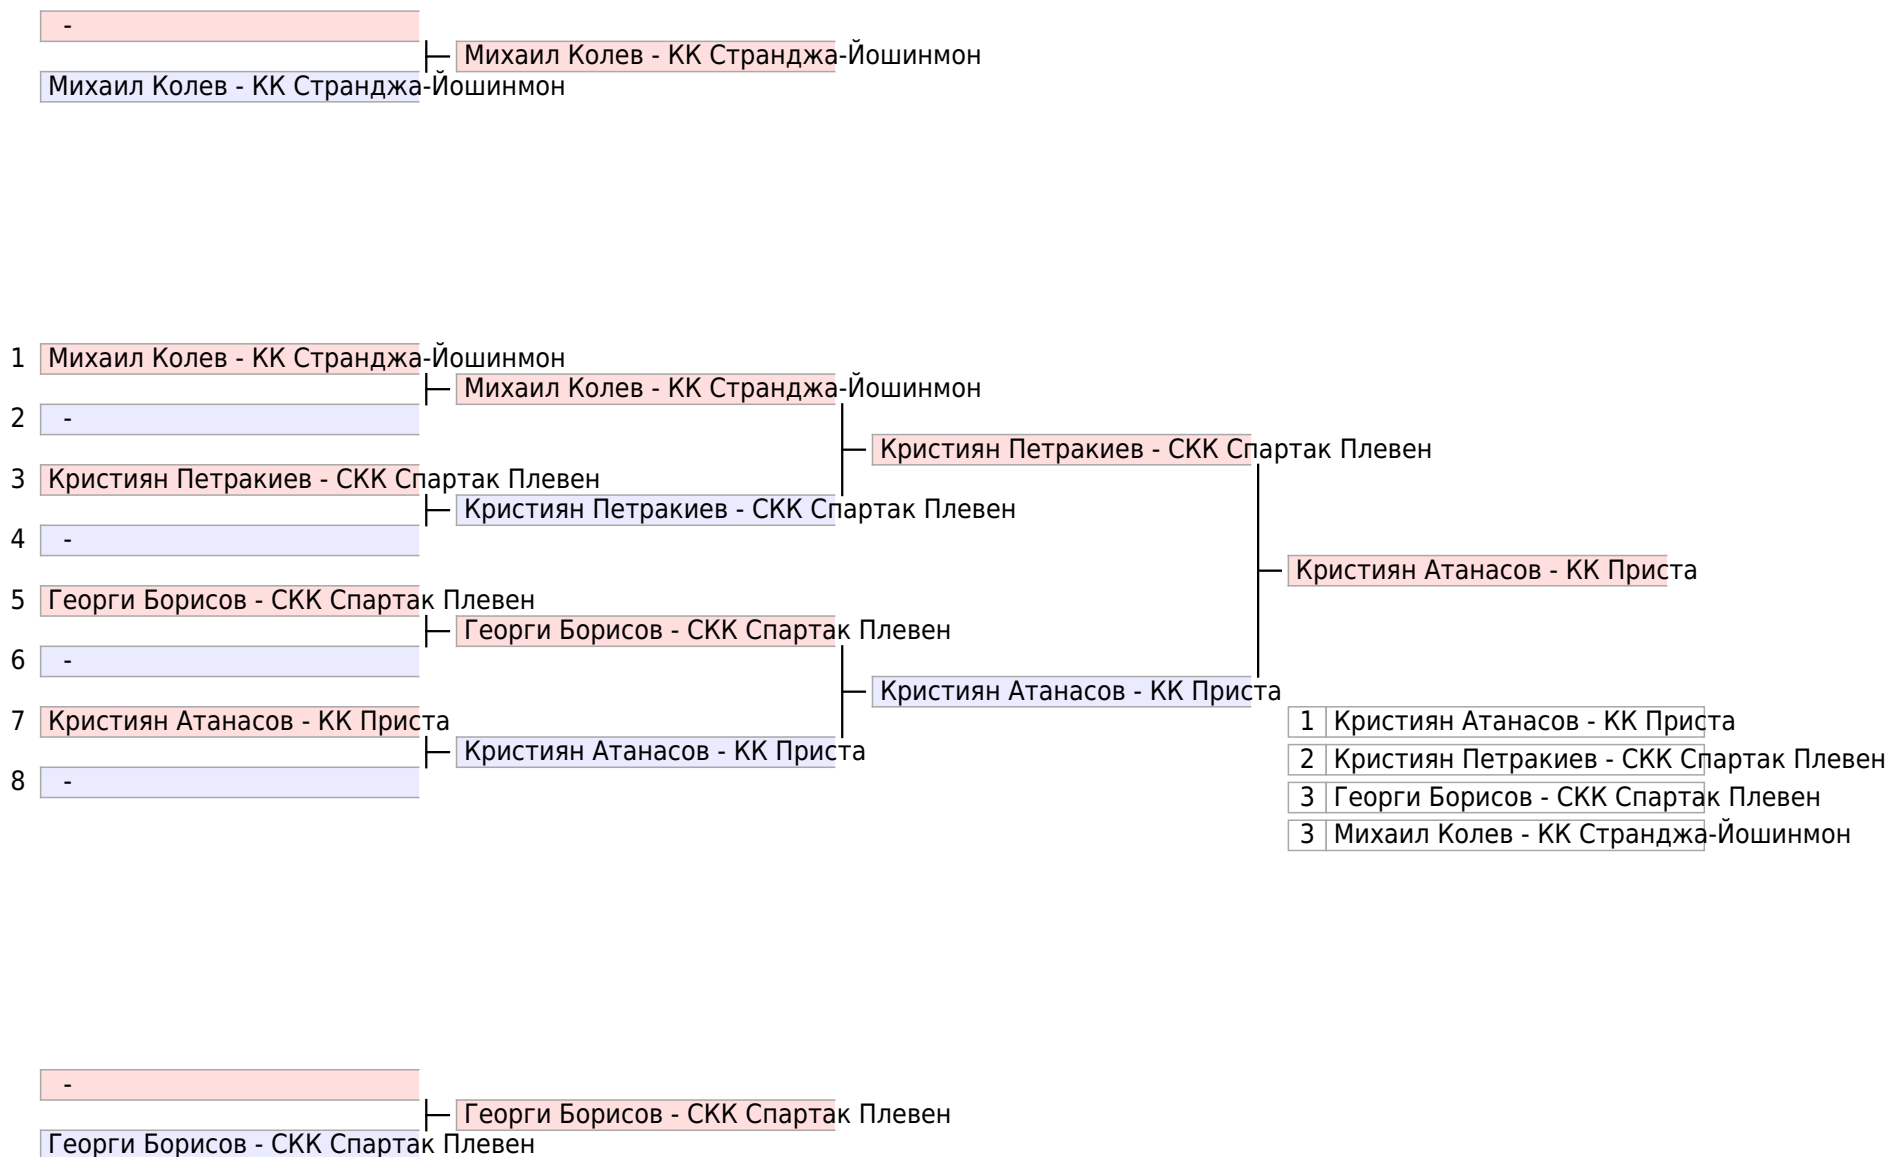 -
Михаил Колев - КК Странджа-Йошинмон
Михаил Колев - КК Странджа-Йошинмон
1 Михаил Колев - КК Странджа-Йошинмон
Михаил Колев - КК Странджа-Йошинмон
2 -
Кристиян Петракиев - СКК Спартак Плевен
3 Кристиян Петракиев - СКК Спартак Плевен
Кристиян Петракиев - СКК Спартак Плевен
4 -
Кристиян Атанасов - КК Приста
5 Георги Борисов - СКК Спартак Плевен
Георги Борисов - СКК Спартак Плевен
6 -
Кристиян Атанасов - КК Приста
7 Кристиян Атанасов - КК Приста
Кристиян Атанасов - КК Приста
8 -
1 Кристиян Атанасов - КК Приста
2 Кристиян Петракиев - СКК Спартак Плевен
3 Георги Борисов - СКК Спартак Плевен
3 Михаил Колев - КК Странджа-Йошинмон
-
Георги Борисов - СКК Спартак Плевен
Георги Борисов - СКК Спартак Плевен